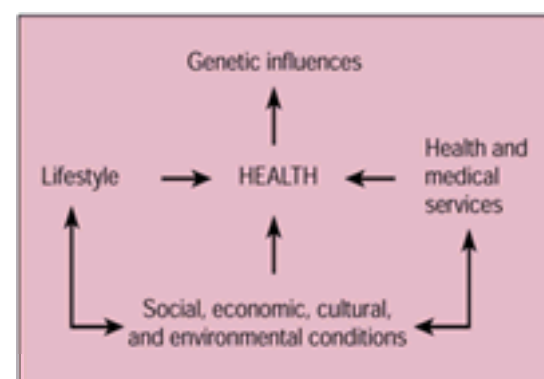 Genetic influences
Lifestyle
HEALTH
Health and
medical
services
Social, economic, cultural,
and environmental conditions